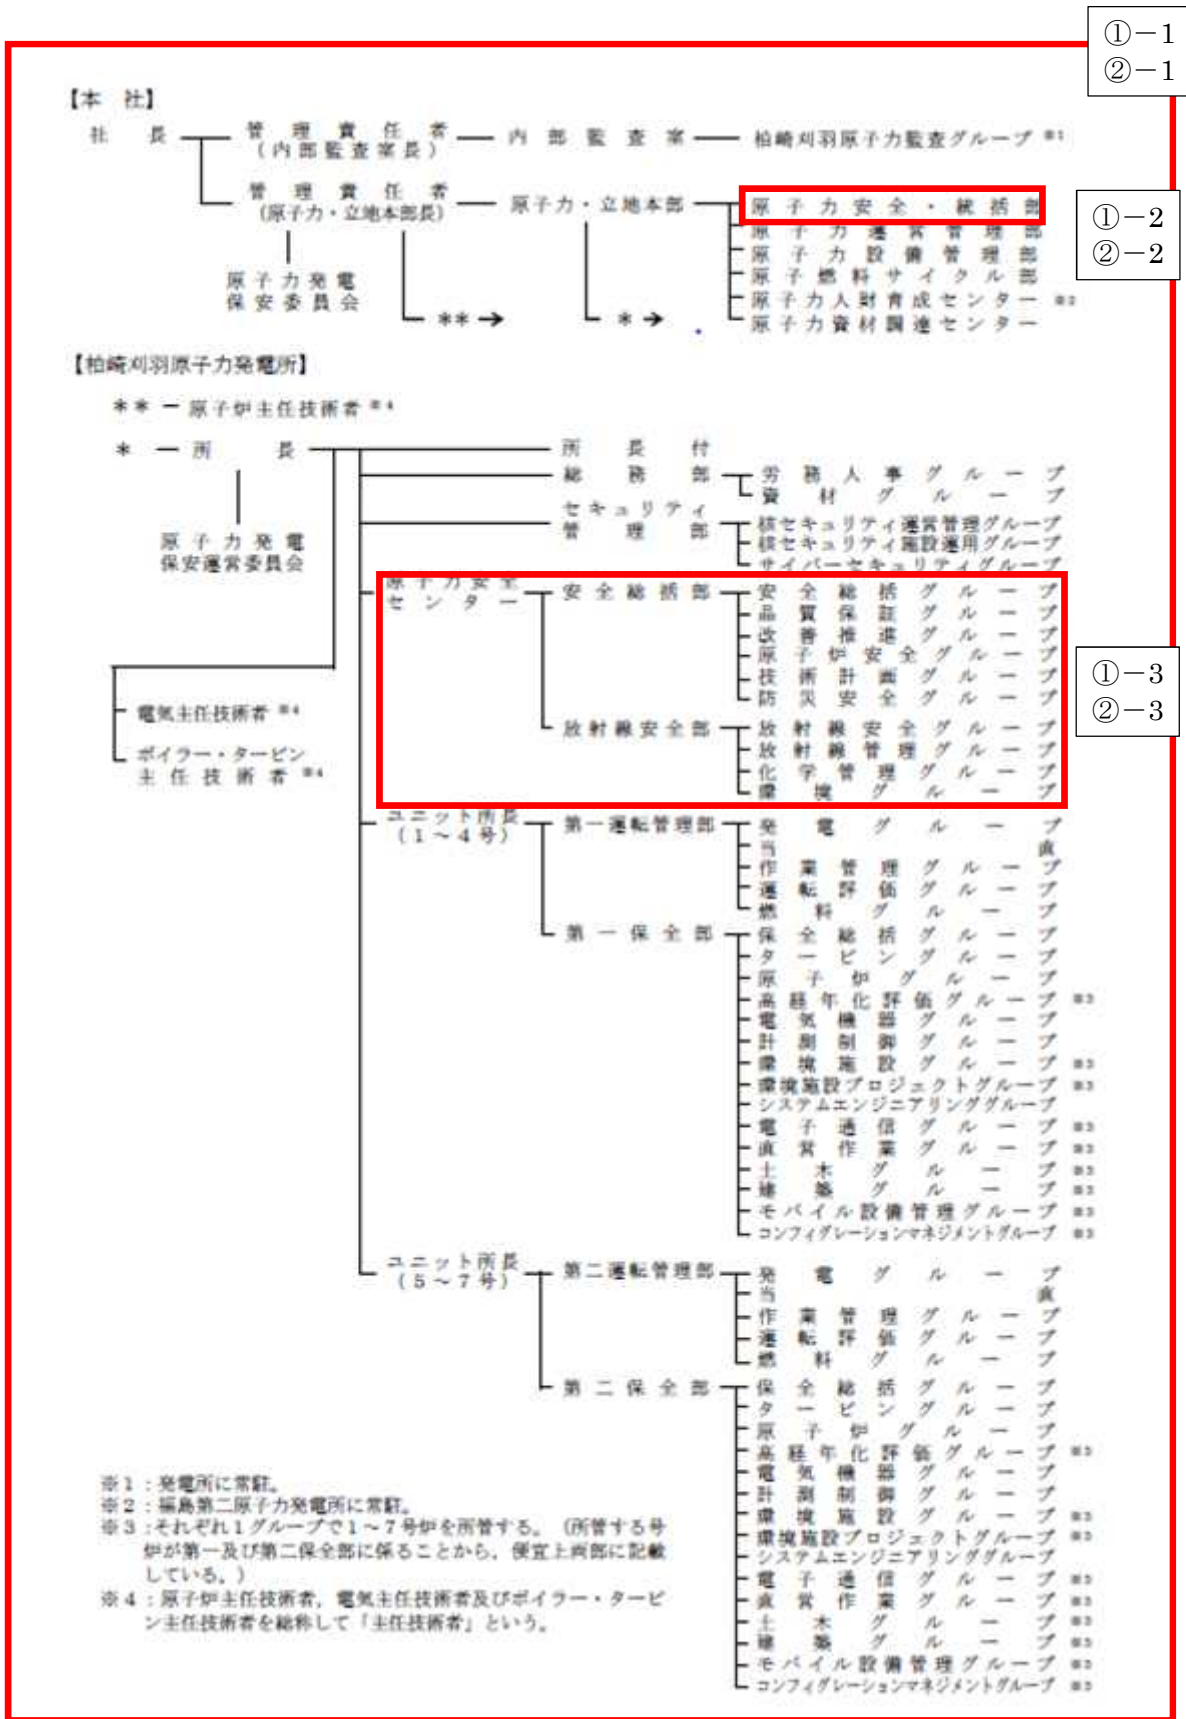 ①－1
②－1
【本　社】
社　長
管理責任者
（内部監査室長）
内部監査室
柏崎刈羽原子力監査グループ ※1
管理責任者
（原子力・立地本部長）
原子力・立地本部
原子力安全・統括部
①－2
②－2
原子力運営管理部
原子力設備管理部
原子燃料サイクル部
原子力人財育成センター ※2
原子力資材調達センター
原子力発電
保安委員会
**→
*→
【柏崎刈羽原子力発電所】
** － 原子炉主任技術者 ※4
* － 所　長
所長付
総務部
労務人事グループ
資材グループ
セキュリティ
管理部
核セキュリティ運営管理グループ
核セキュリティ施設運用グループ
サイバーセキュリティグループ
原子力発電
保安運営委員会
原子力安全
センター
安全総括部
安全総括グループ
品質保証グループ
改善推進グループ
原子炉安全グループ
技術計画グループ
防災安全グループ
①－3
②－3
放射線安全部
放射線安全グループ
放射線管理グループ
化学管理グループ
環境グループ
電気主任技術者 ※4
ボイラー・タービン
主任技術者 ※4
ユニット所長
（1～4号）
第一運転管理部
発電グループ
当直
作業管理グループ
運転評価グループ
燃料グループ
第一保全部
保全総括グループ
タービングループ
原子炉グループ
高経年化評価グループ ※3
電気機器グループ
計測制御グループ
環境施設グループ ※3
環境施設プロジェクトグループ ※3
システムエンジニアリンググループ
電子通信グループ ※3
直営作業グループ ※3
土木グループ ※3
建築グループ ※3
モバイル設備管理グループ ※3
コンフィグレーションマネジメントグループ ※3
ユニット所長
（5～7号）
第二運転管理部
発電グループ
当直
作業管理グループ
運転評価グループ
燃料グループ
第二保全部
保全総括グループ
タービングループ
原子炉グループ
高経年化評価グループ ※3
電気機器グループ
計測制御グループ
環境施設グループ ※3
環境施設プロジェクトグループ ※3
システムエンジニアリンググループ
電子通信グループ ※3
直営作業グループ ※3
土木グループ ※3
建築グループ ※3
モバイル設備管理グループ ※3
コンフィグレーションマネジメントグループ ※3
※1：発電所に常駐。
※2：福島第二原子力発電所に常駐。
※3：それぞれ1グループで1～7号炉を所管する。（所管する号
炉が第一及び第二保全部に係ることから，便宜上両部に記載
している。）
※4：原子炉主任技術者，電気主任技術者及びボイラー・タービ
ン主任技術者を総称して「主任技術者」という。